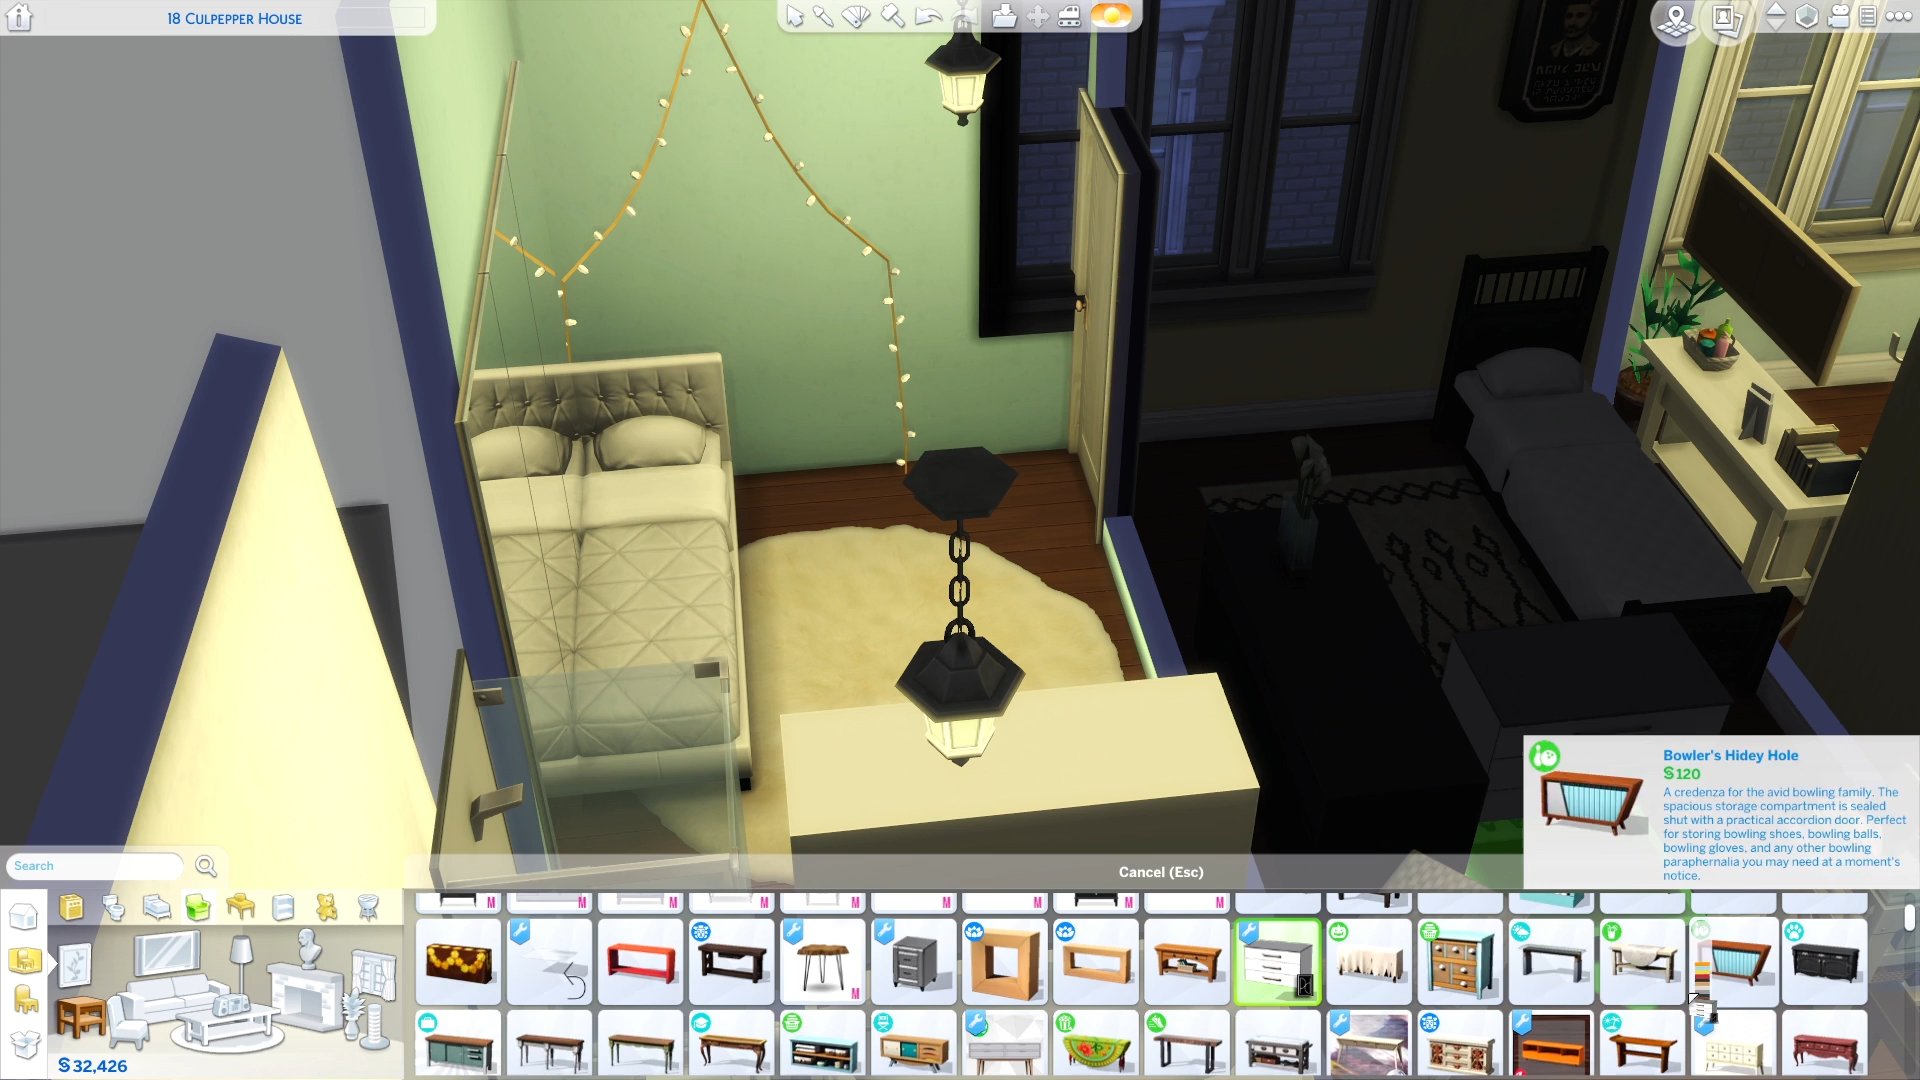 18 CULPEPPER HOUSE
Bowler's Hidey Hole
§120
A credenza for the avid bowling family. The
spacious storage compartment is sealed
shut with a practical accordion door. Perfect
for storing bowling shoes, bowling balls,
bowling gloves, and any other bowling
paraphernalia you may need at a moment's
notice.
Search
Cancel (Esc)
M
M
M
M
M
M
M
M
M
M
§32,426